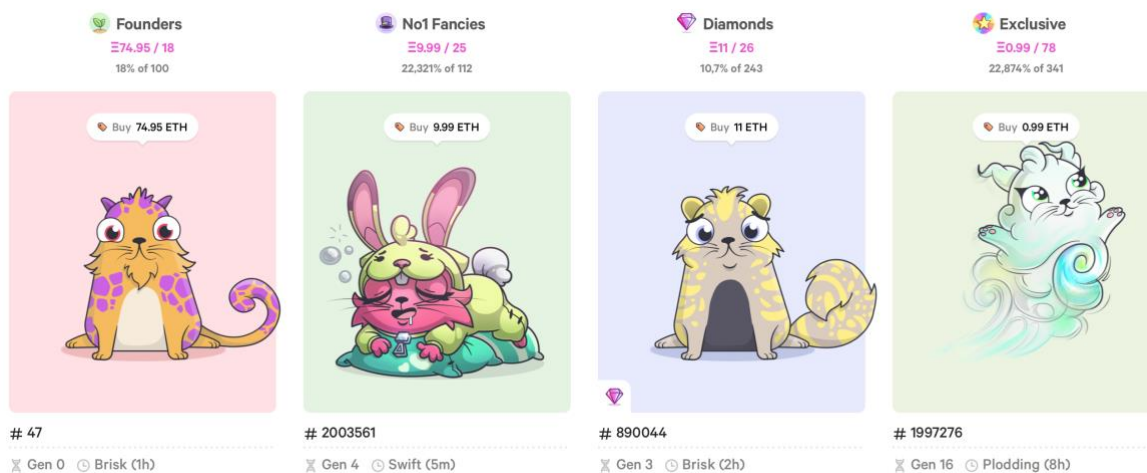 Founders
Ξ74.95 / 18
18% of 100
Buy 74.95 ETH
# 47
Gen 0 Brisk (1h)
No1 Fancies
Ξ9.99 / 25
22,321% of 112
Buy 9.99 ETH
# 2003561
Gen 4 Swift (5m)
Diamonds
Ξ11 / 26
10,7% of 243
Buy 11 ETH
# 890044
Gen 3 Brisk (2h)
Exclusive
Ξ0.99 / 78
22,874% of 341
Buy 0.99 ETH
# 1997276
Gen 16 Plodding (8h)